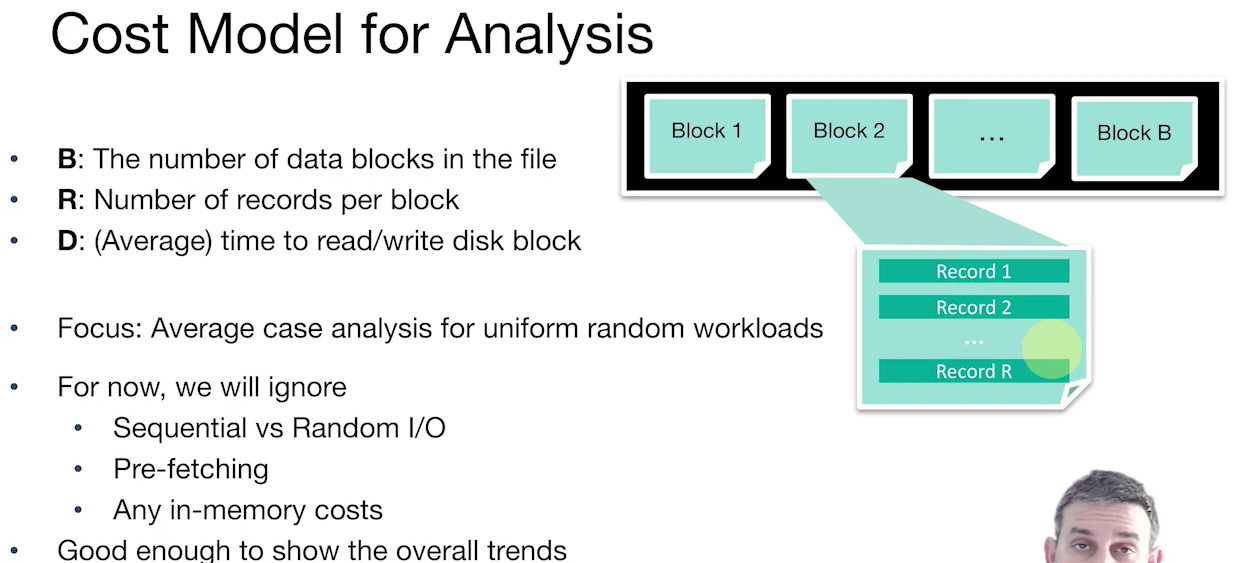 Cost Model for Analysis
B: The number of data blocks in the file
R: Number of records per block
D: (Average) time to read/write disk block
Focus: Average case analysis for uniform random workloads
For now, we will ignore
Sequential vs Random I/O
Pre-fetching
Any in-memory costs
Good enough to show the overall trends
Block 1
Block 2
...
Block B
Record 1
Record 2
...
Record R